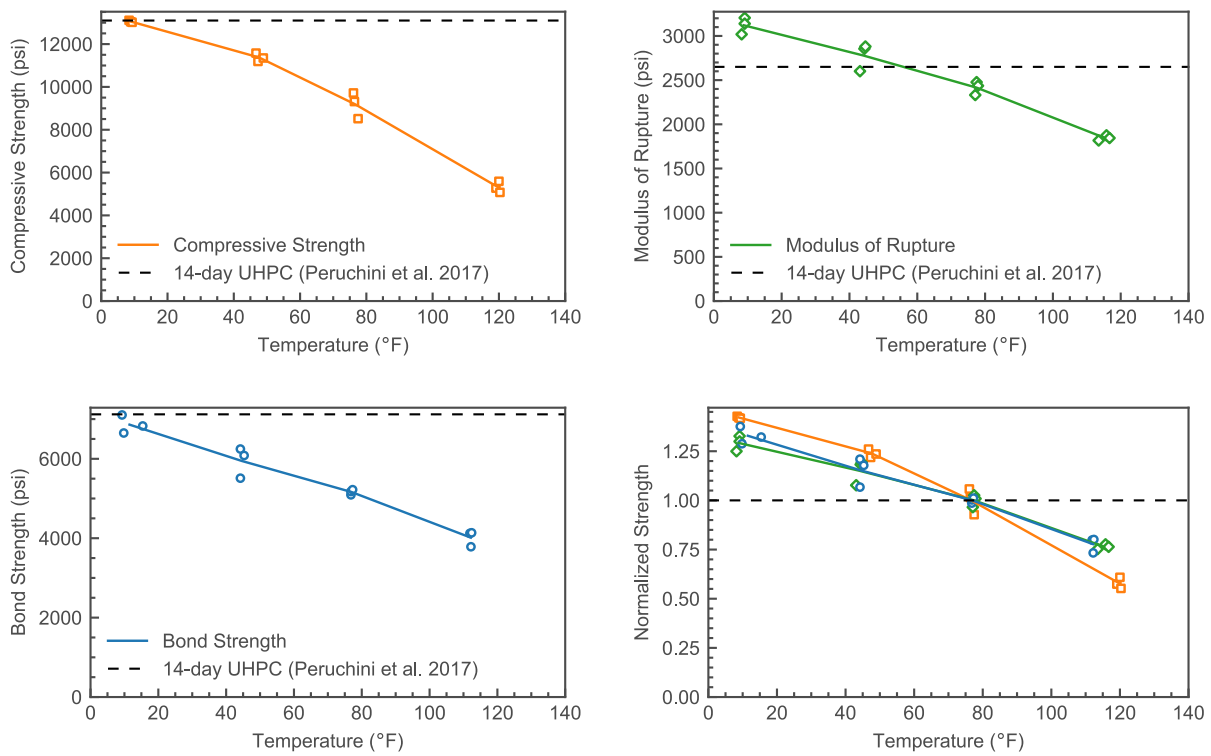 12000
10000
8000
6000
4000
2000
0
Compressive Strength (psi)
Compressive Strength
14-day UHPC (Peruchini et al. 2017)
0 20 40 60 80 100 120 140
Temperature (°F)
3000
2500
2000
1500
1000
500
0
Modulus of Rupture (psi)
Modulus of Rupture
14-day UHPC (Peruchini et al. 2017)
0 20 40 60 80 100 120 140
Temperature (°F)
6000
4000
2000
0
Bond Strength (psi)
Bond Strength
14-day UHPC (Peruchini et al. 2017)
0 20 40 60 80 100 120 140
Temperature (°F)
1.25
1.00
0.75
0.50
0.25
0.00
Normalized Strength
0 20 40 60 80 100 120 140
Temperature (°F)